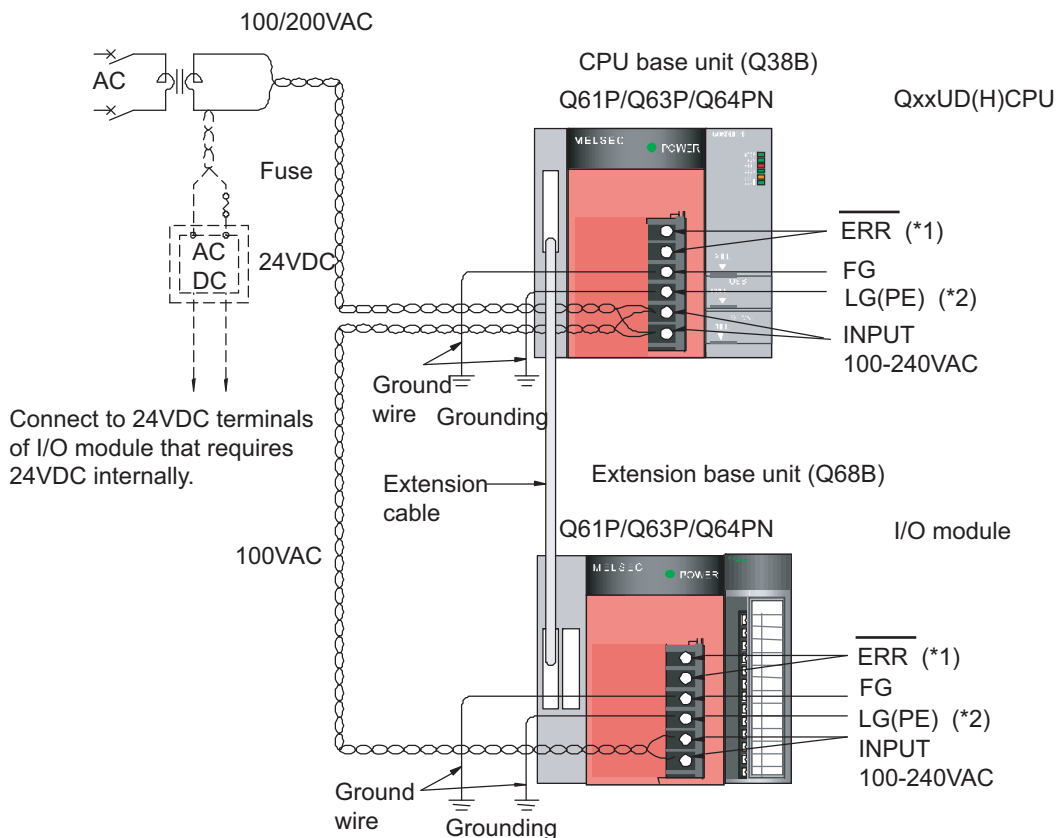 100/200VAC
AC
Fuse
AC
DC
24VDC
Connect to 24VDC terminals
of I/O module that requires
24VDC internally.
CPU base unit (Q38B)
Q61P/Q63P/Q64PN
QxxUD(H)CPU
MELSEC
POWER
ERR (*1)
FG
LG(PE) (*2)
INPUT
100-240VAC
PULL
USB
Ground
wire
Grounding
Extension
cable
100VAC
Extension base unit (Q68B)
Q61P/Q63P/Q64PN
I/O module
MELSEC
POWER
ERR (*1)
FG
LG(PE) (*2)
INPUT
100-240VAC
Ground
wire
Grounding